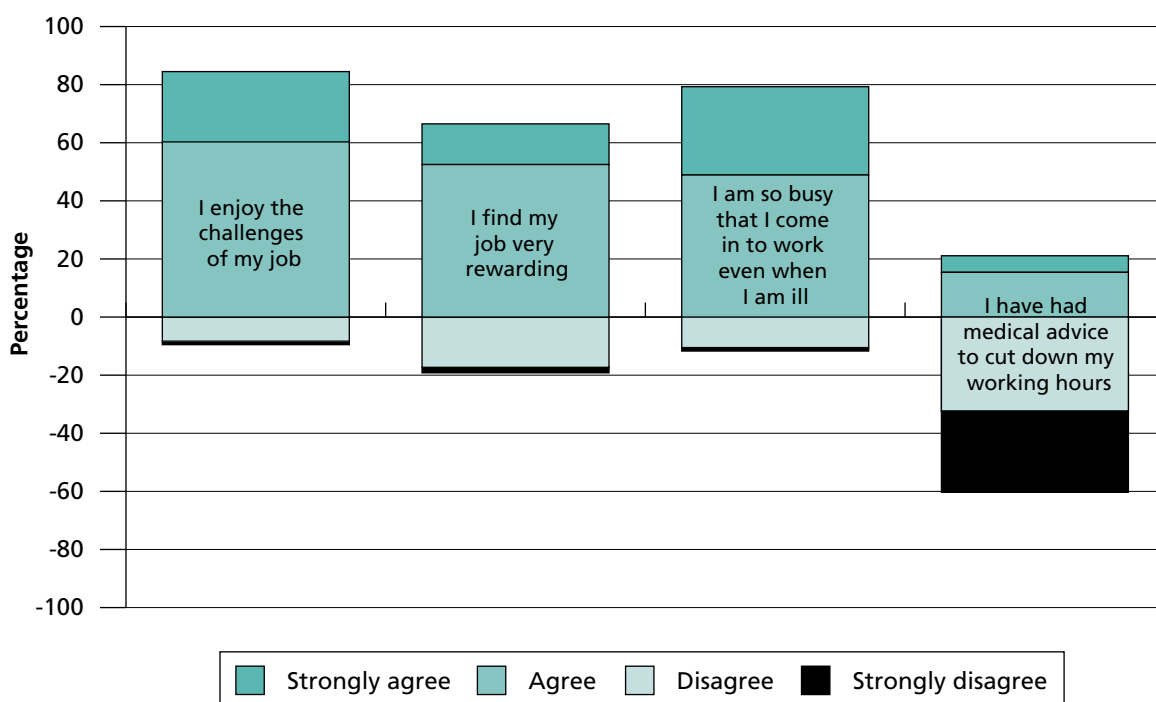 Percentage
100
80
60
40
20
0
-20
-40
-60
-80
-100
I enjoy the
challenges
of my job
I find my
job very
rewarding
I am so busy
that I come
in to work
even when
I am ill
I have had
medical advice
to cut down my
working hours
Strongly agree
Agree
Disagree
Strongly disagree